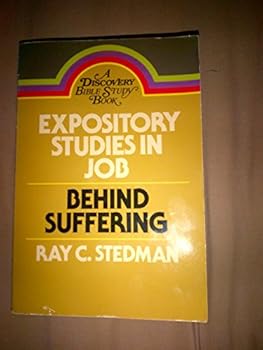 A
DISCOVERY
BIBLE STUDY
BOOK
EXPOSITORY
STUDIES IN
JOB
BEHIND
SUFFERING
RAY C. STEDMAN